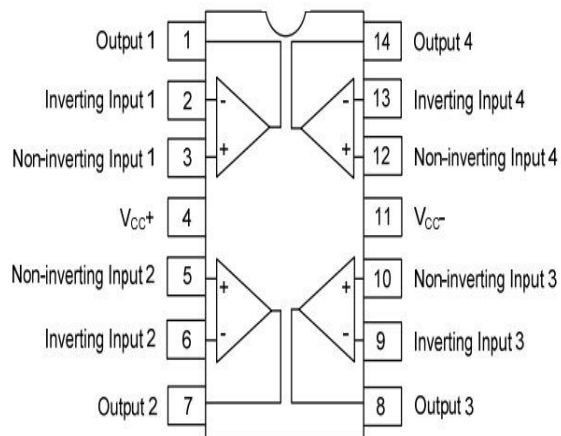 Output 1 1
Inverting Input 1 2
-
Non-inverting Input 1 3
+
VCC+ 4
Non-inverting Input 2 5
+
Inverting Input 2 6
-
Output 2 7
14 Output 4
-
13 Inverting Input 4
+
12 Non-inverting Input 4
11 VCC-
+
10 Non-inverting Input 3
-
9 Inverting Input 3
8 Output 3